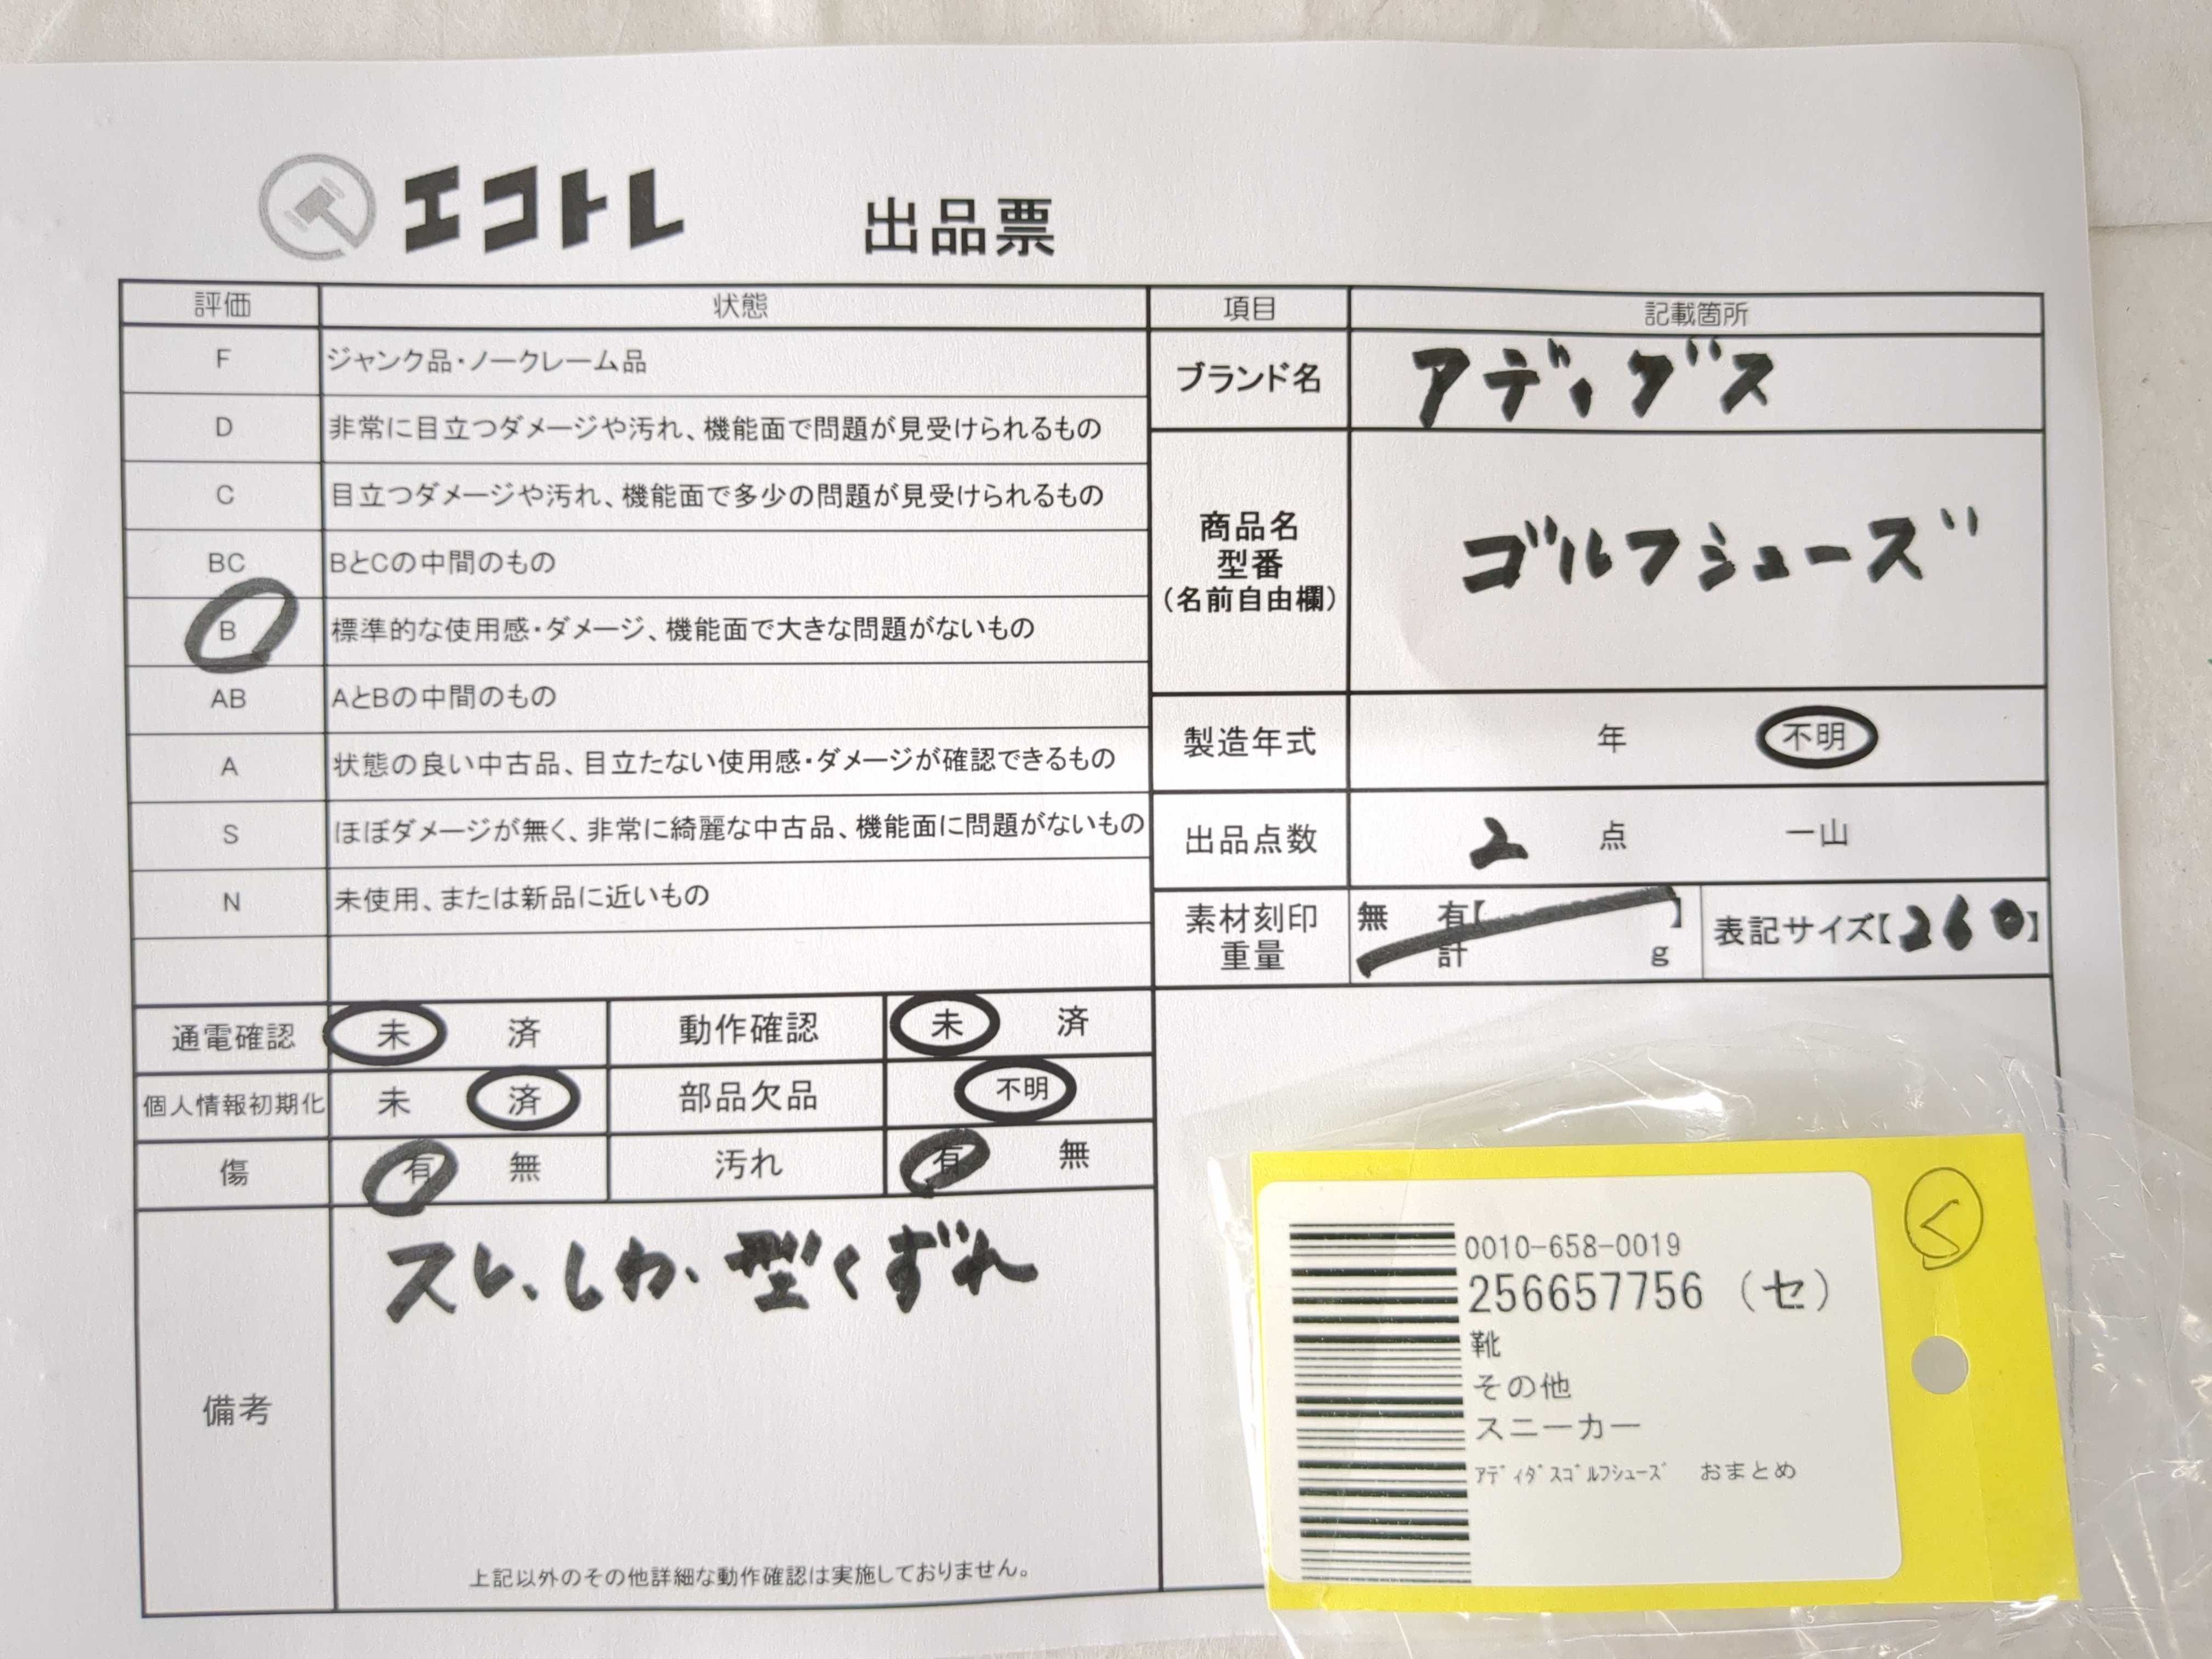 エコトレ 出品票
評価 状態 項目 記載箇所
F ジャンク品・ノークレーム品
D 非常に目立つダメージや汚れ、機能面で問題が見受けられるもの
C 目立つダメージや汚れ、機能面で多少の問題が見受けられるもの
BC BとCの中間のもの
B 標準的な使用感・ダメージ、機能面で大きな問題がないもの
AB AとBの中間のもの
A 状態の良い中古品、目立たない使用感・ダメージが確認できるもの
S ほぼダメージが無く、非常に綺麗な中古品、機能面に問題がないもの
N 未使用、または新品に近いもの
ブランド名 アディダス
商品名
型番
（名前自由欄）
ゴルフシューズ
製造年式 年 不明
出品点数 2 点 一山
素材刻印
重量
無 有【 】
計 g
表記サイズ【260】
通電確認 未 済 動作確認 未 済
個人情報初期化 未 済 部品欠品 不明
傷 有 無 汚れ 有 無
備考
スレ、しわ、型くずれ
上記以外のその他詳細な動作確認は実施しておりません。
く
0010-658-0019
256657756（セ）
靴
その他
スニーカー
ｱﾃﾞｨﾀﾞｽｺﾞﾙﾌｼｭｰｽﾞ おまとめ